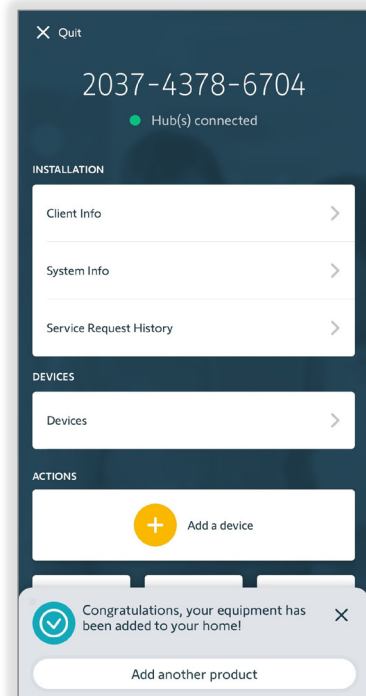 Quit
2037-4378-6704
Hub(s) connected
INSTALLATION
Client Info
System Info
Service Request History
DEVICES
Devices
ACTIONS
Add a device
Congratulations, your equipment has
been added to your home!
Add another product